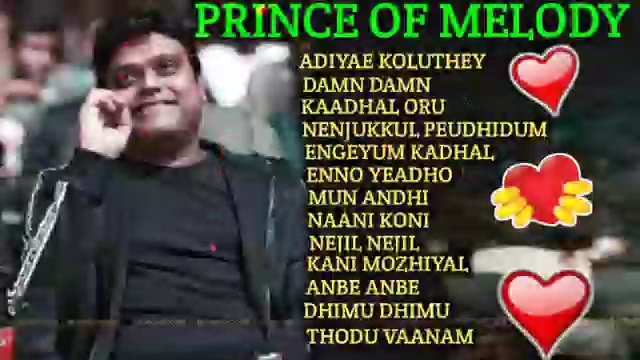 PRINCE OF MELODY
ADIYAE KOLUTHEY
DAMN DAMN
KAADHAL ORU
NENJUKKUL PEUDHIDUM
ENGEYUM KADHAL
ENNO YEADHO
MUN ANDHI
NAANI KONI
NEJIL NEJIL
KANI MOZHIYAL
ANBE ANBE
DHIMU DHIMU
THODU VAANAM